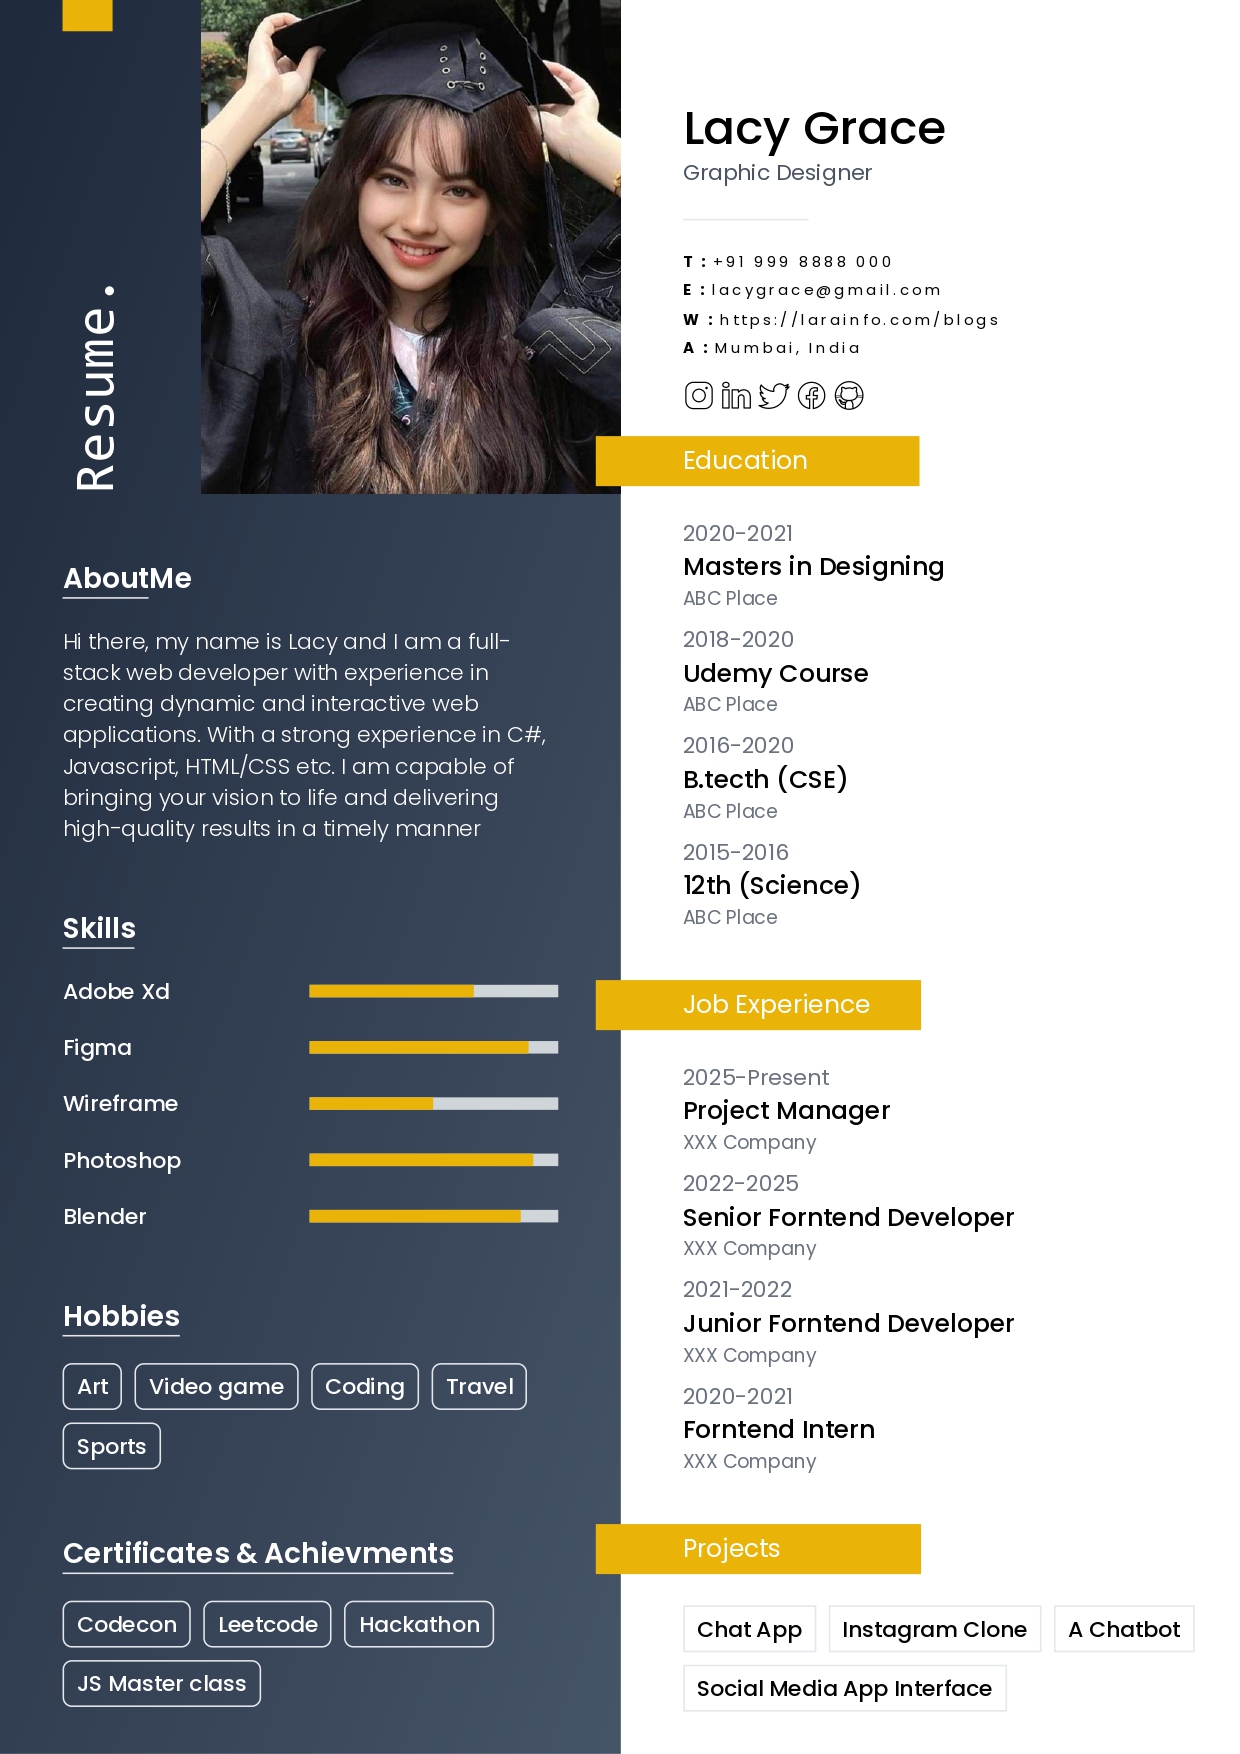 Resume.
AboutMe
Hi there, my name is Lacy and I am a full-
stack web developer with experience in
creating dynamic and interactive web
applications. With a strong experience in C#,
Javascript, HTML/CSS etc. I am capable of
bringing your vision to life and delivering
high-quality results in a timely manner
Skills
Adobe Xd
Figma
Wireframe
Photoshop
Blender
Hobbies
Art Video game Coding Travel
Sports
Certificates & Achievments
Codecon Leetcode Hackathon
JS Master class
Lacy Grace
Graphic Designer
T : +91 999 8888 000
E : lacygrace@gmail.com
W : https://larainfo.com/blogs
A : Mumbai, India
Education
2020-2021
Masters in Designing
ABC Place
2018-2020
Udemy Course
ABC Place
2016-2020
B.tecth (CSE)
ABC Place
2015-2016
12th (Science)
ABC Place
Job Experience
2025-Present
Project Manager
XXX Company
2022-2025
Senior Forntend Developer
XXX Company
2021-2022
Junior Forntend Developer
XXX Company
2020-2021
Forntend Intern
XXX Company
Projects
Chat App Instagram Clone A Chatbot
Social Media App Interface